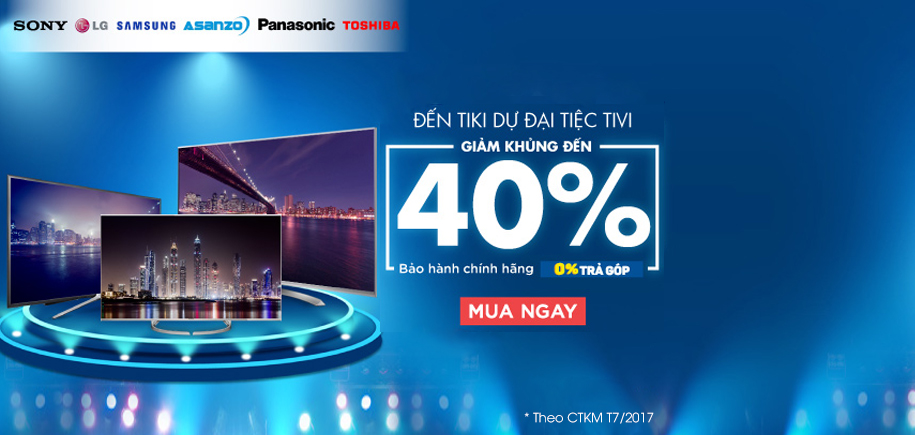 SONY LG SAMSUNG ASANZO Panasonic TOSHIBA
ĐẾN TIKI DỰ ĐẠI TIỆC TIVI
GIẢM KHỦNG ĐẾN
40%
Bảo hành chính hãng 0% TRẢ GÓP
MUA NGAY
* Theo CTKM T7/2017